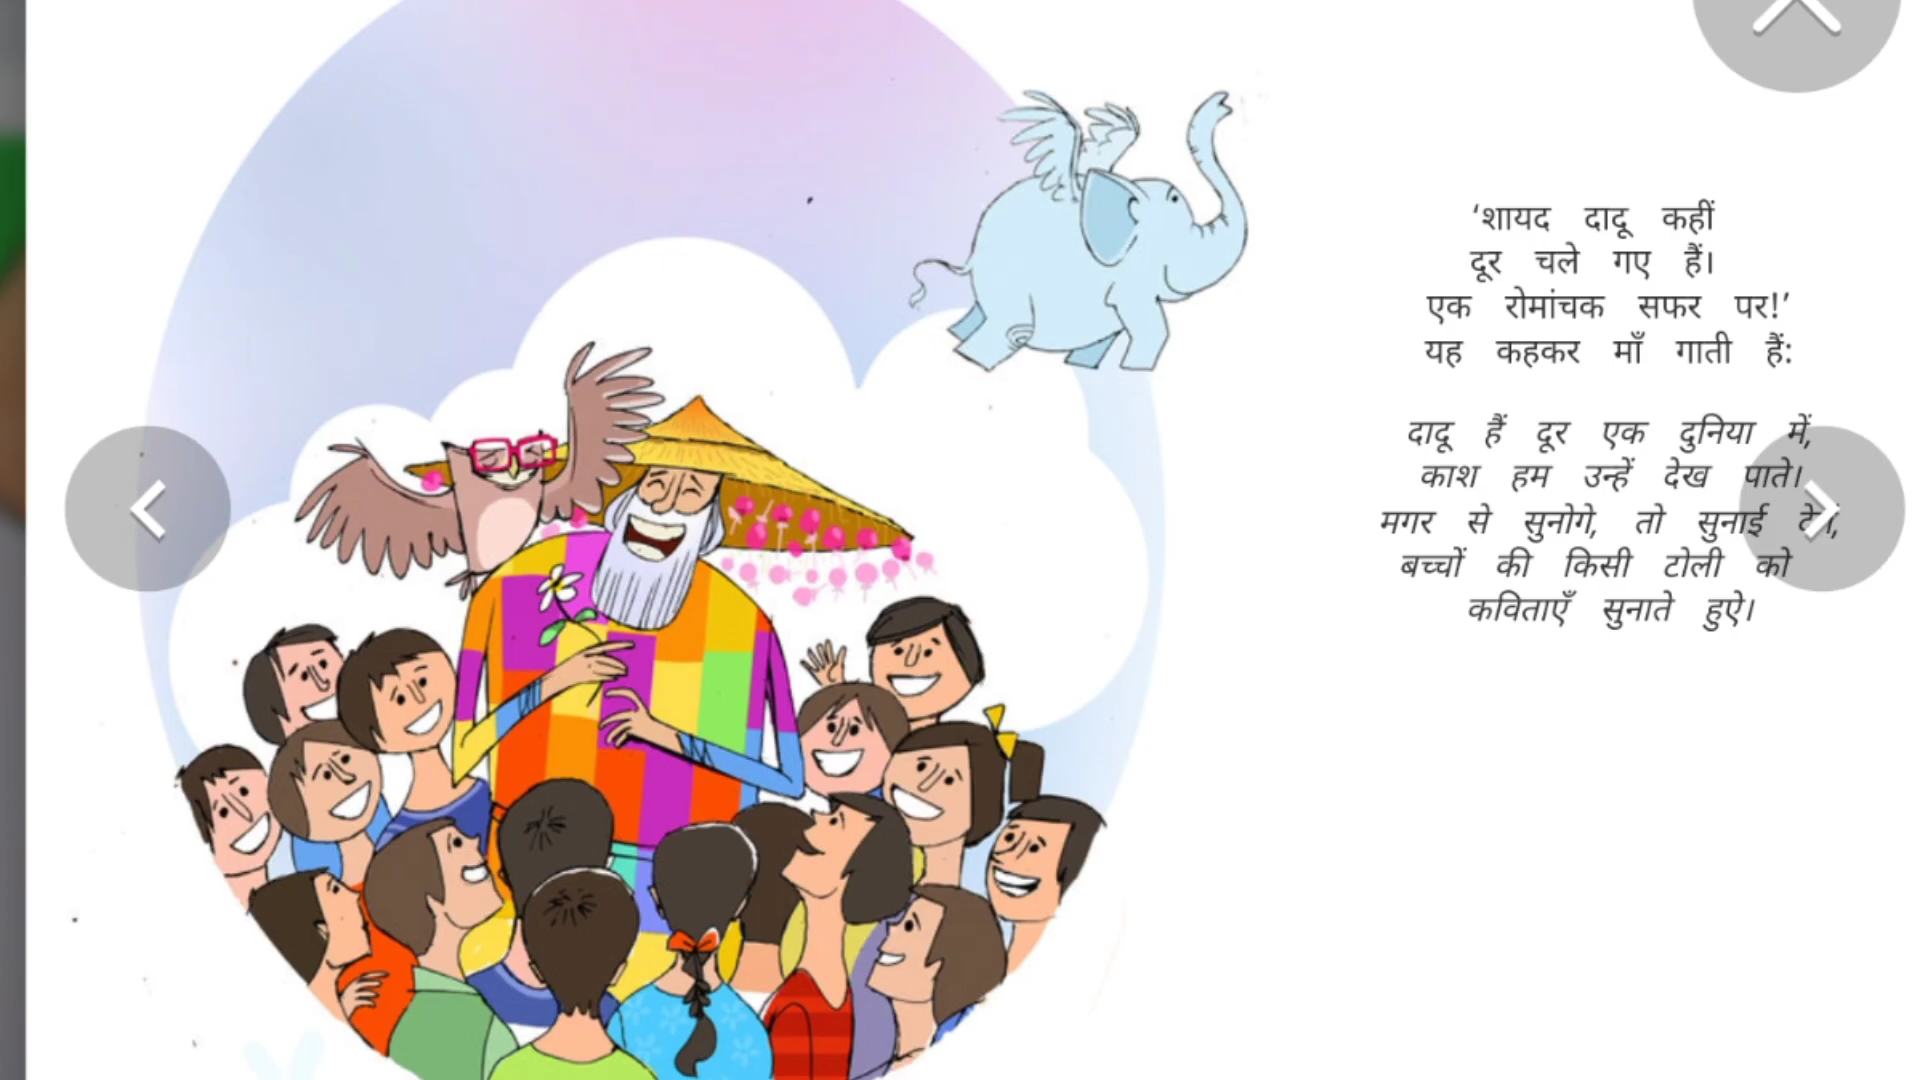 ‘शायद दादू कहीं
दूर चले गए हैं।
एक रोमांचक सफर पर!’
यह कहकर माँ गाती हैं:
दादू हैं दूर एक दुनिया में,
काश हम उन्हें देख पाते।
मगर से सुनोगे, तो सुनाई
बच्चों की किसी टोली को
कविताएँ सुनाते हुऐ।